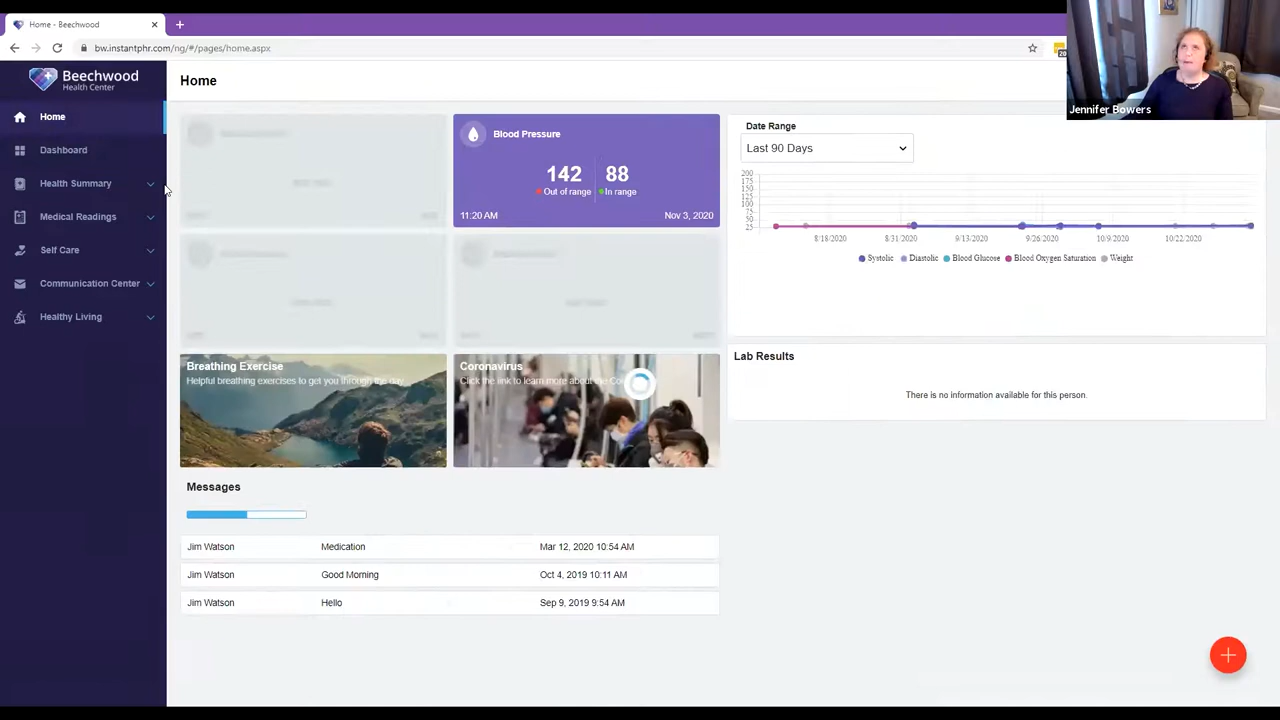 Home - Beechwood
bw.instantphr.com/ng/#/pages/home.aspx
20
Jennifer Bowers
Beechwood
Health Center
Home
Dashboard
Health Summary
Medical Readings
Self Care
Communication Center
Healthy Living
Home
Blood Pressure
142 88
Out of range In range
11:20 AM Nov 3, 2020
Breathing Exercise
Helpful breathing exercises to get you through the day
Coronavirus
Click the link to learn more about the
Messages
Jim Watson Medication Mar 12, 2020 10:54 AM
Jim Watson Good Morning Oct 4, 2019 10:11 AM
Jim Watson Hello Sep 9, 2019 9:54 AM
Date Range
Last 90 Days
200
175
150
125
100
75
50
25
8/18/2020 8/31/2020 9/13/2020 9/26/2020 10/9/2020 10/22/2020
Systolic Diastolic Blood Glucose Blood Oxygen Saturation Weight
Lab Results
There is no information available for this person.